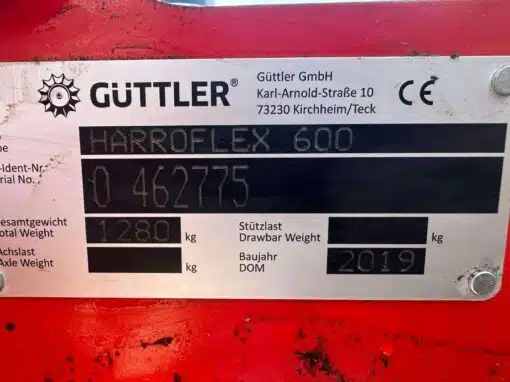 GÜTTLER®
Güttler GmbH
Karl-Arnold-Straße 10
73230 Kirchheim/Teck
CE
HARROFLEX 600
-Ident-Nr.
rial No.
0 462775
esamtgewicht
otal Weight
1280 kg
Stützlast
Drawbar Weight
kg
Achslast
Axle Weight
kg
Baujahr
DOM
2019